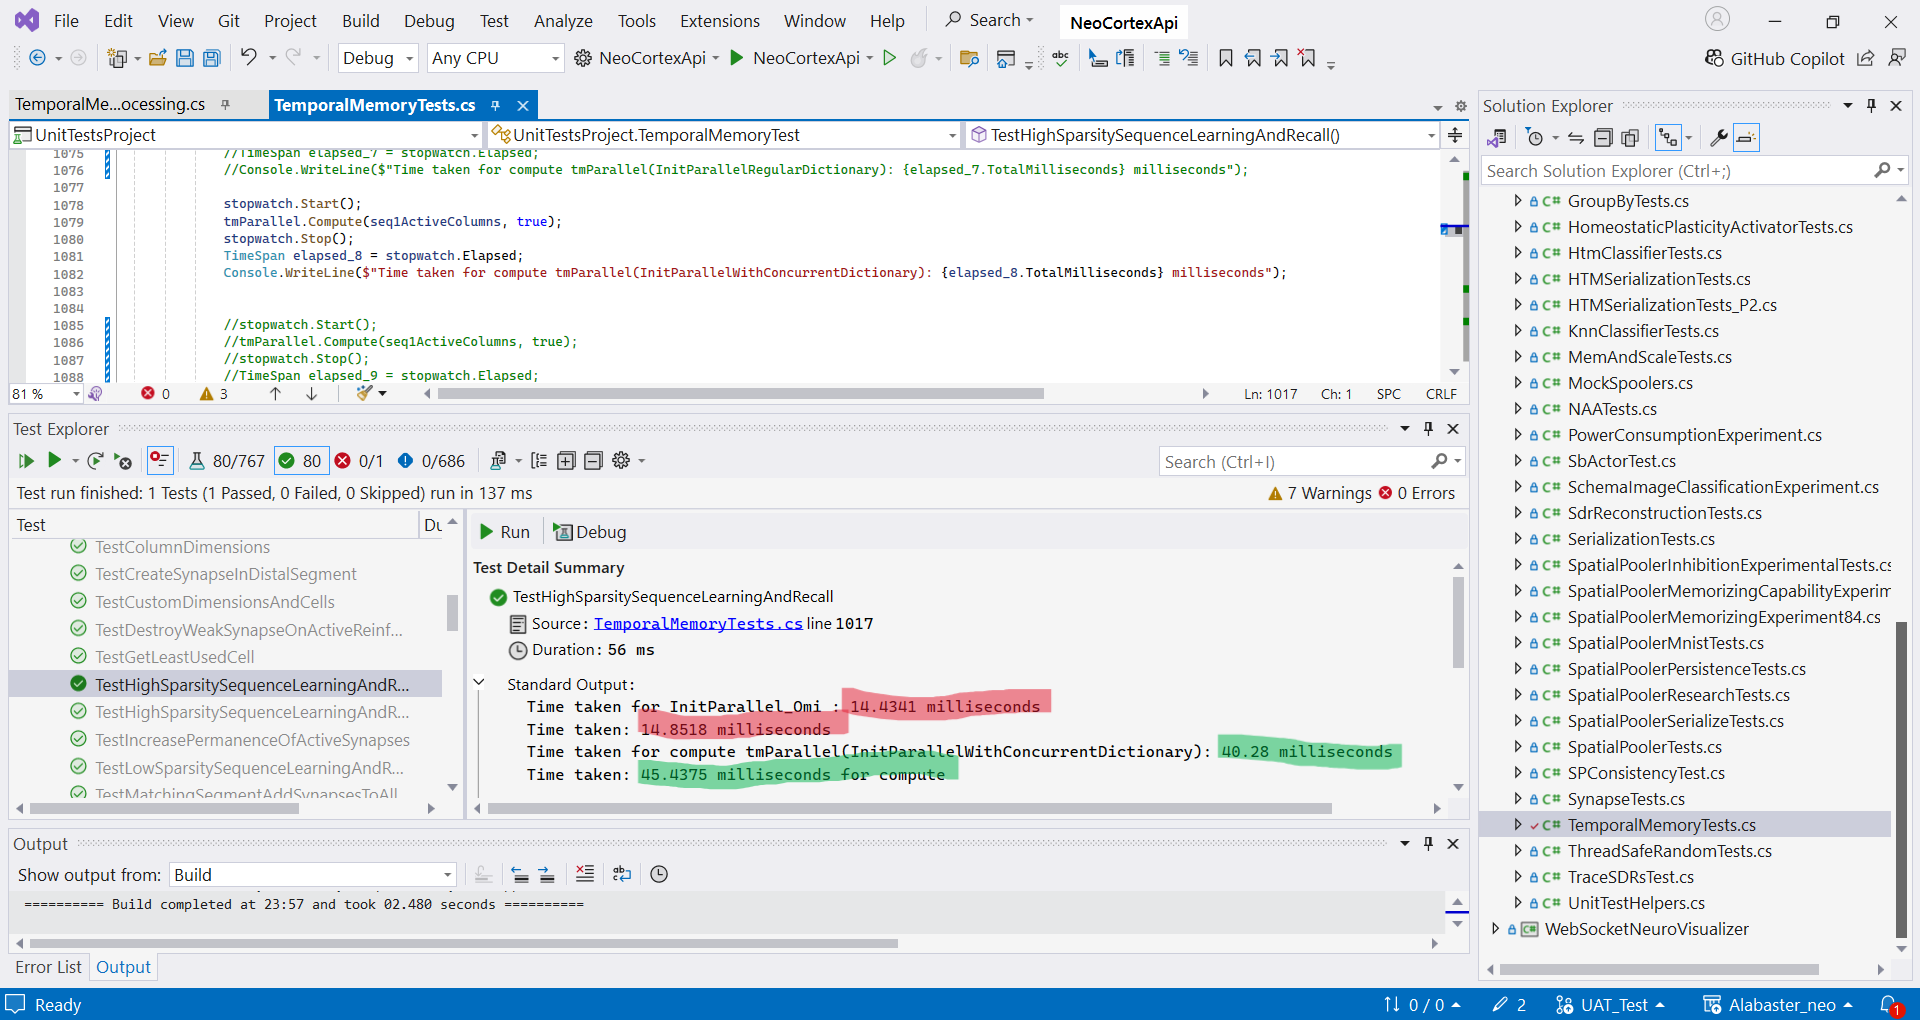 File Edit View Git Project Build Debug Test Analyze Tools Extensions Window Help Search NeoCortexApi
Debug Any CPU NeoCortexApi NeoCortexApi abc GitHub Copilot
TemporalMe...ocessing.cs TemporalMemoryTests.cs
UnitTestsProject UnitTestsProject.TemporalMemoryTest TestHighSparsitySequenceLearningAndRecall()
1075 //TimeSpan elapsed_7 = stopwatch.Elapsed;
1076 //Console.WriteLine($"Time taken for compute tmParallel(InitParallelRegularDictionary): {elapsed_7.TotalMilliseconds} milliseconds");
1077
1078 stopwatch.Start();
1079 tmParallel.Compute(seq1ActiveColumns, true);
1080 stopwatch.Stop();
1081 TimeSpan elapsed_8 = stopwatch.Elapsed;
1082 Console.WriteLine($"Time taken for compute tmParallel(InitParallelWithConcurrentDictionary): {elapsed_8.TotalMilliseconds} milliseconds");
1083
1084
1085 //stopwatch.Start();
1086 //tmParallel.Compute(seq1ActiveColumns, true);
1087 //stopwatch.Stop();
1088 //TimeSpan elapsed_9 = stopwatch.Elapsed;
81 % 0 3 Ln: 1017 Ch: 1 SPC CRLF
Test Explorer
80/767 80 0/1 0/686 Search (Ctrl+I)
Test run finished: 1 Tests (1 Passed, 0 Failed, 0 Skipped) run in 137 ms 7 Warnings 0 Errors
Test Du
TestColumnDimensions
TestCreateSynapseInDistalSegment
TestCustomDimensionsAndCells
TestDestroyWeakSynapseOnActiveReinf...
TestGetLeastUsedCell
TestHighSparsitySequenceLearningAndR...
TestHighSparsitySequenceLearningAndR...
TestIncreasePermanenceOfActiveSynapses
TestLowSparsitySequenceLearningAndR...
TestMatchingSegmentAddSynapsesToAll
Run Debug
Test Detail Summary
TestHighSparsitySequenceLearningAndRecall
Source: TemporalMemoryTests.cs line 1017
Duration: 56 ms
Standard Output:
Time taken for InitParallel_Omi : 14.4341 milliseconds
Time taken: 14.8518 milliseconds
Time taken for compute tmParallel(InitParallelWithConcurrentDictionary): 40.28 milliseconds
Time taken: 45.4375 milliseconds for compute
Output
Show output from: Build
========== Build completed at 23:57 and took 02.480 seconds ==========
Error List Output
Solution Explorer
Search Solution Explorer (Ctrl+;)
C# GroupByTests.cs
C# HomeostaticPlasticityActivatorTests.cs
C# HtmClassifierTests.cs
C# HTMSerializationTests.cs
C# HTMSerializationTests_P2.cs
C# KnnClassifierTests.cs
C# MemAndScaleTests.cs
C# MockSpoolers.cs
C# NAATests.cs
C# PowerConsumptionExperiment.cs
C# SbActorTest.cs
C# SchemaImageClassificationExperiment.cs
C# SdrReconstructionTests.cs
C# SerializationTests.cs
C# SpatialPoolerInhibitionExperimentalTests.cs
C# SpatialPoolerMemorizingCapabilityExperim
C# SpatialPoolerMemorizingExperiment84.cs
C# SpatialPoolerMnistTests.cs
C# SpatialPoolerPersistenceTests.cs
C# SpatialPoolerResearchTests.cs
C# SpatialPoolerSerializeTests.cs
C# SpatialPoolerTests.cs
C# SPConsistencyTest.cs
C# SynapseTests.cs
C# TemporalMemoryTests.cs
C# ThreadSafeRandomTests.cs
C# TraceSDRsTest.cs
C# UnitTestHelpers.cs
C# WebSocketNeuroVisualizer
Ready 0 / 0 2 UAT_Test Alabaster_neo 1